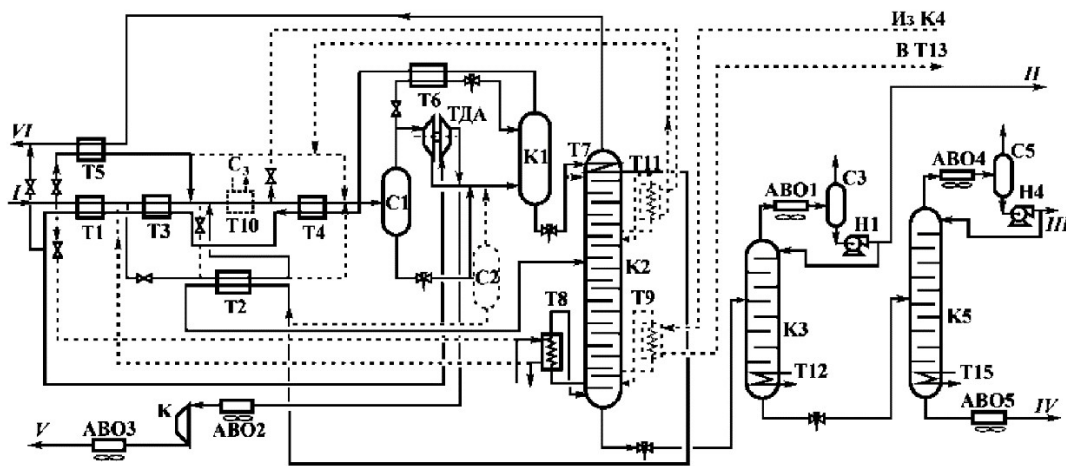 Из К4
В Т13
II
VI
Т5
Т6
ТДА
К1
Т7
Т11
С5
АВО4
С3
АВО1
Н4
III
I
С3
Т1
Т3
Т10
Т4
С1
Н1
С2
К2
Т2
Т8
Т9
К3
К5
Т12
Т15
К
V
АВО3
АВО2
АВО5
IV